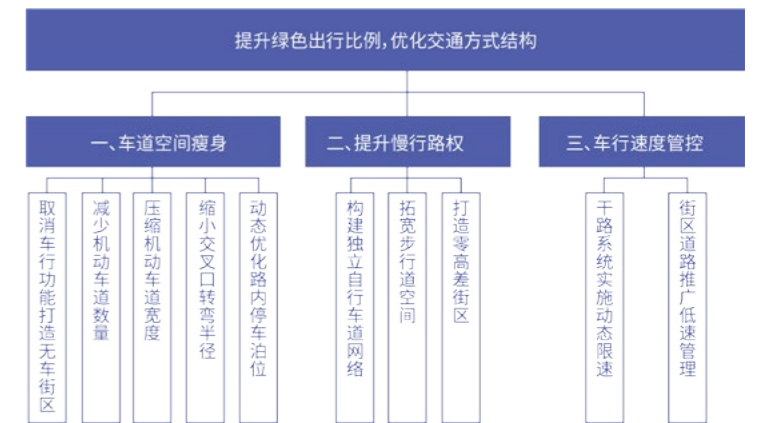 提升绿色出行比例,优化交通方式结构
一、车道空间瘦身
二、提升慢行路权
三、车行速度管控
取消车行功能打造无车街区
减少机动车道数量
压缩机动车道宽度
缩小交叉口转弯半径
动态优化路内停车泊位
构建独立自行车道网络
拓宽步行道空间
打造零高差街区
干路系统实施动态限速
街区道路推广低速管理